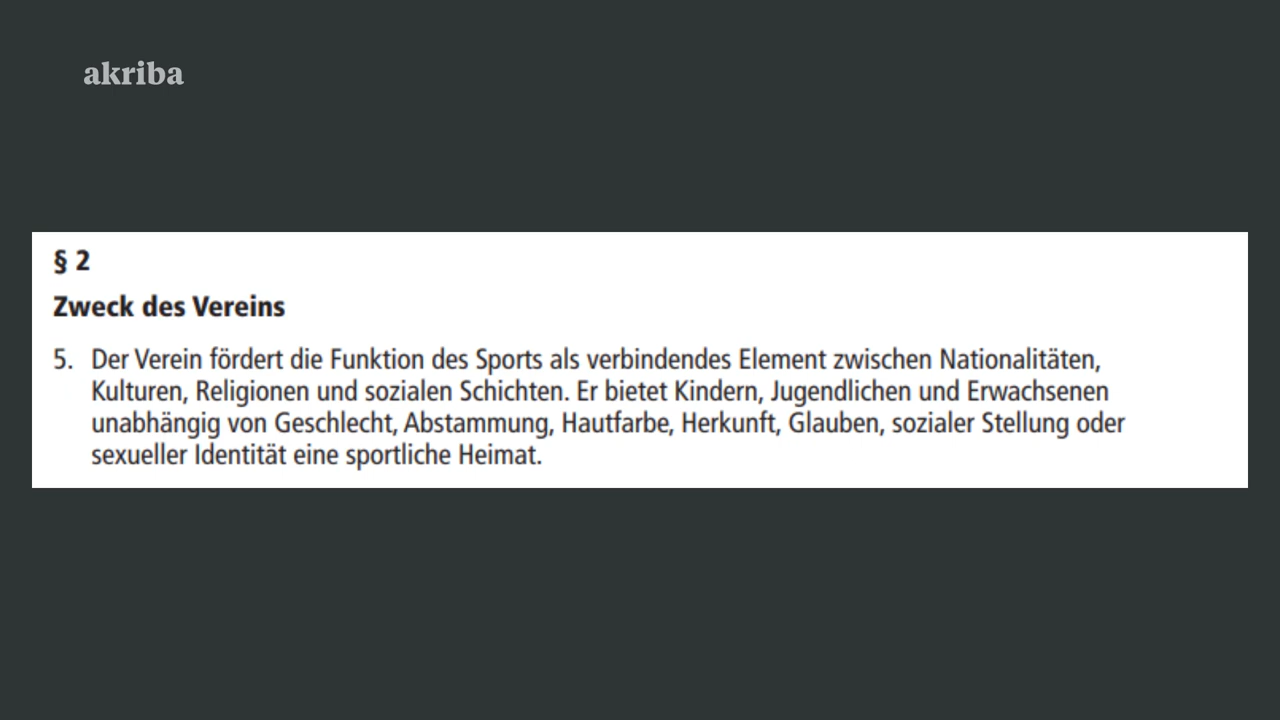 akriba
§ 2
Zweck des Vereins
5. Der Verein fördert die Funktion des Sports als verbindendes Element zwischen Nationalitäten,
Kulturen, Religionen und sozialen Schichten. Er bietet Kindern, Jugendlichen und Erwachsenen
unabhängig von Geschlecht, Abstammung, Hautfarbe, Herkunft, Glauben, sozialer Stellung oder
sexueller Identität eine sportliche Heimat.